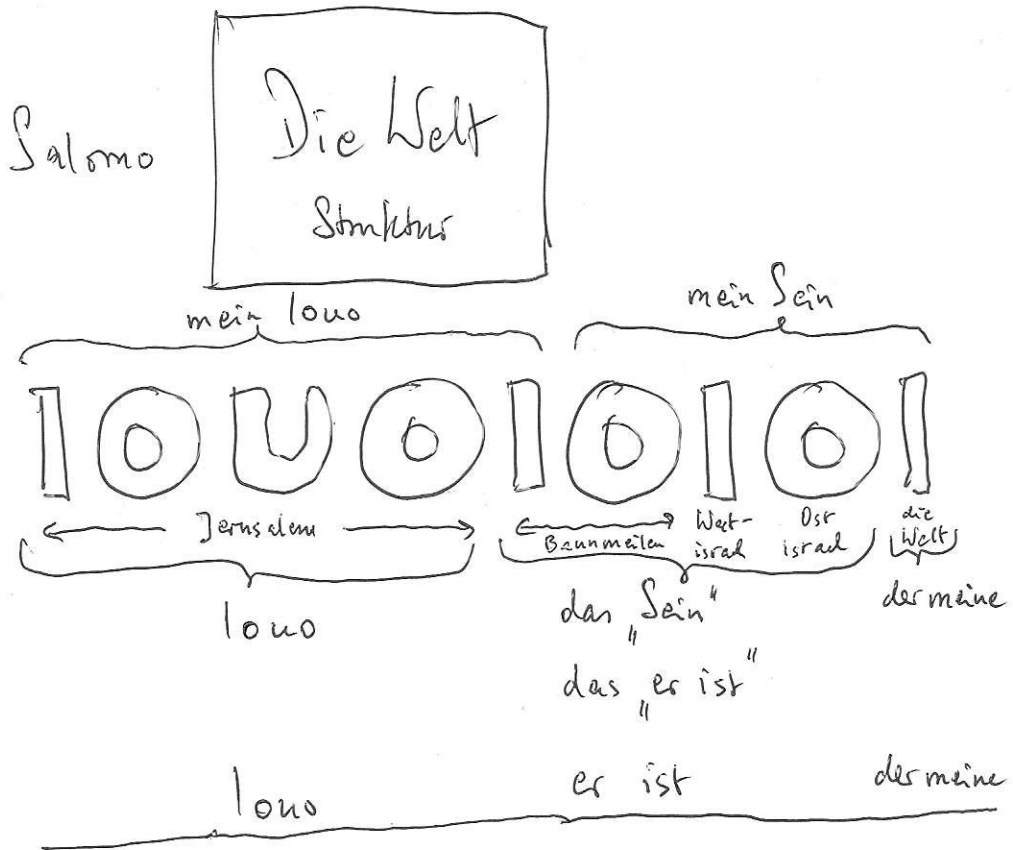 Salomo
Die Welt
Struktur
mein louo
mein Sein
louololol
Jerusalem
Bannmeilen
West-
israel
Ost
israel
die
Welt
louo
das „Sein"
der meine
das „er ist"
louo er ist der meine